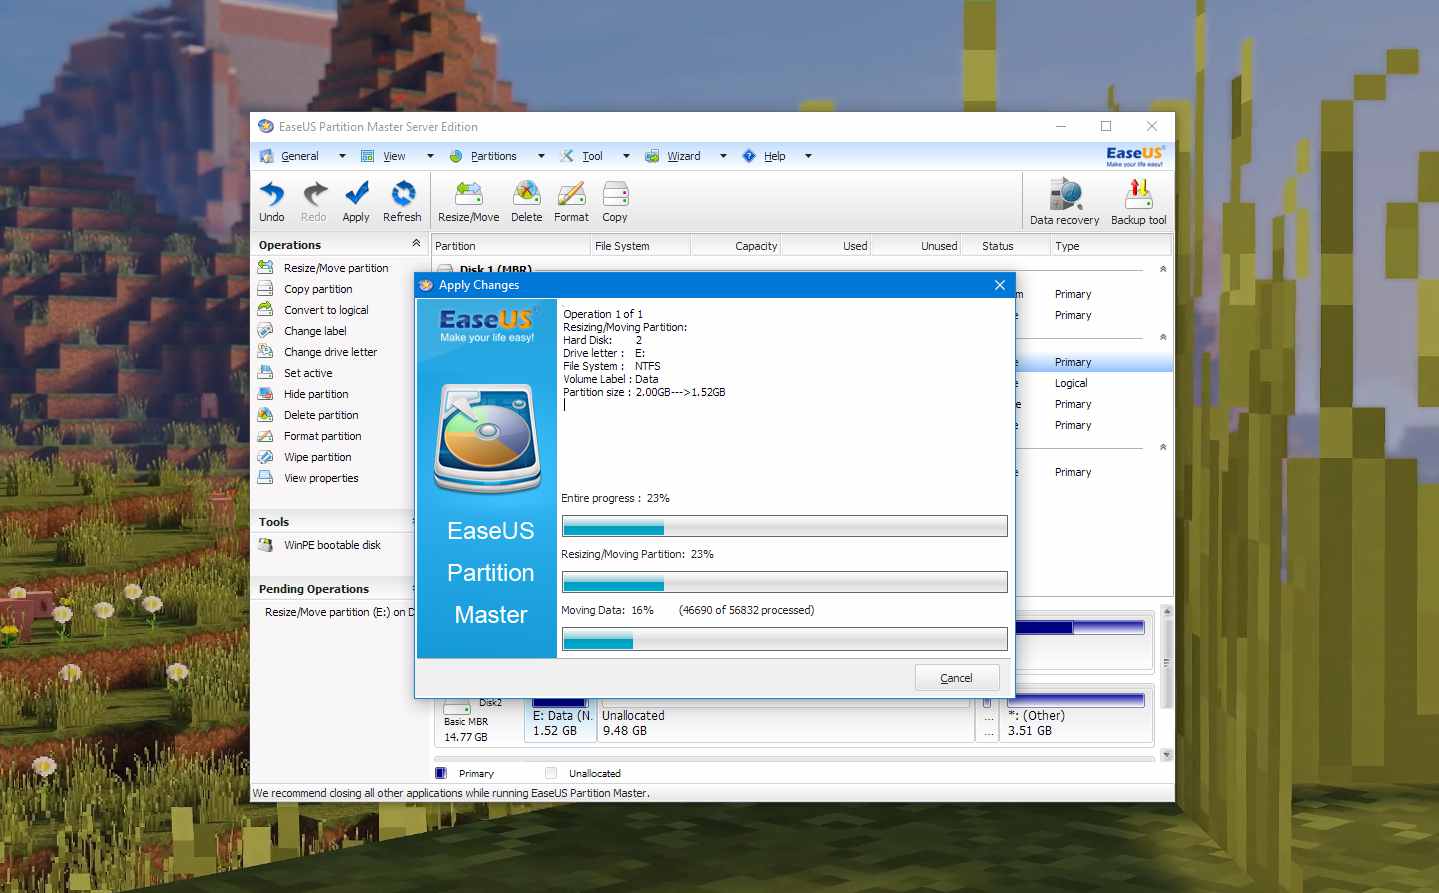 EaseUS Partition Master Server Edition
General View Partitions Tool Wizard Help
EaseUS
Make your life easy!
Undo Redo Apply Refresh Resize/Move Delete Format Copy Data recovery Backup tool
Operations
Resize/Move partition
Copy partition
Convert to logical
Change label
Change drive letter
Set active
Hide partition
Delete partition
Format partition
Wipe partition
View properties
Tools
WinPE bootable disk
Pending Operations
Resize/Move partition (E:) on D
Partition File System Capacity Used Unused Status Type
Disk 1 (MBR)
m Primary
e Primary
e Primary
e Logical
e Primary
e Primary
e Primary
Apply Changes
EaseUS
Make your life easy!
EaseUS
Partition
Master
Operation 1 of 1
Resizing/Moving Partition:
Hard Disk: 2
Drive letter : E:
File System : NTFS
Volume Label : Data
Partition size : 2.00GB--->1.52GB
Entire progress : 23%
Resizing/Moving Partition: 23%
Moving Data: 16% (46690 of 56832 processed)
Cancel
Disk2
Basic MBR
14.77 GB
E: Data (N.
1.52 GB
Unallocated
9.48 GB
...
...
*: (Other)
3.51 GB
Primary Unallocated
We recommend closing all other applications while running EaseUS Partition Master.